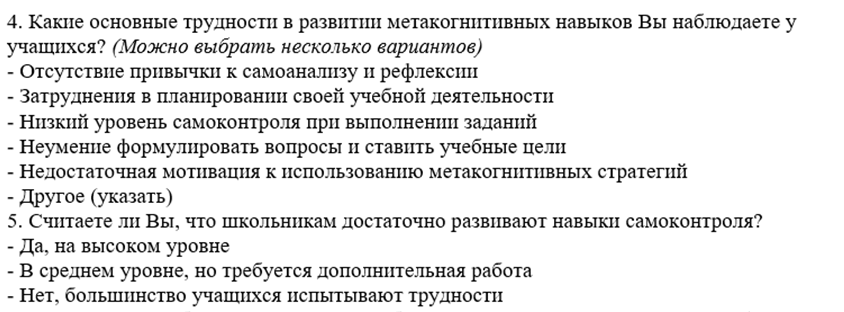 4. Какие основные трудности в развитии метакогнитивных навыков Вы наблюдаете у
учащихся? (Можно выбрать несколько вариантов)
- Отсутствие привычки к самоанализу и рефлексии
- Затруднения в планировании своей учебной деятельности
- Низкий уровень самоконтроля при выполнении заданий
- Неумение формулировать вопросы и ставить учебные цели
- Недостаточная мотивация к использованию метакогнитивных стратегий
- Другое (указать)
5. Считаете ли Вы, что школьникам достаточно развивают навыки самоконтроля?
- Да, на высоком уровне
- В среднем уровне, но требуется дополнительная работа
- Нет, большинство учащихся испытывают трудности